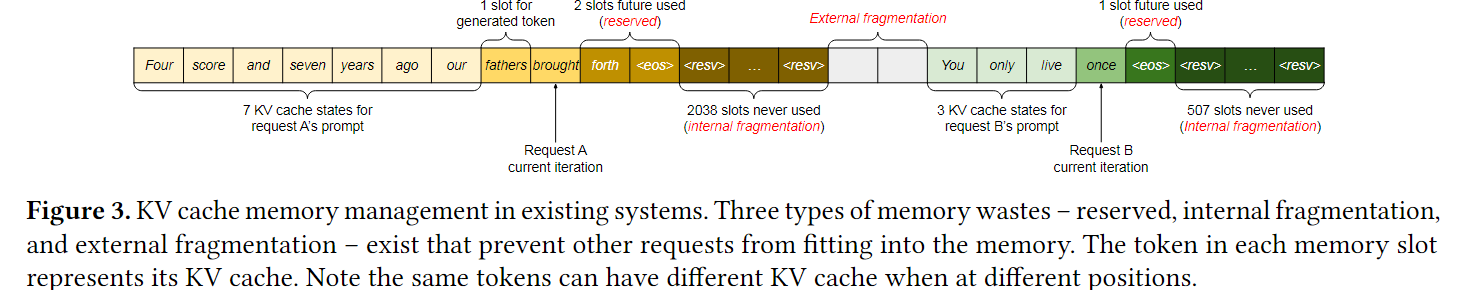 1 slot for
generated token
2 slots future used
(reserved)
External fragmentation
1 slot future used
(reserved)
Four score and seven years ago our fathers brought forth <eos> <resv> ... <resv> You only live once <eos> <resv> ... <resv>
7 KV cache states for
request A's prompt
2038 slots never used
(internal fragmentation)
3 KV cache states for
request B's prompt
507 slots never used
(Internal fragmentation)
Request A
current iteration
Request B
current iteration
Figure 3. KV cache memory management in existing systems. Three types of memory wastes – reserved, internal fragmentation,
and external fragmentation – exist that prevent other requests from fitting into the memory. The token in each memory slot
represents its KV cache. Note the same tokens can have different KV cache when at different positions.